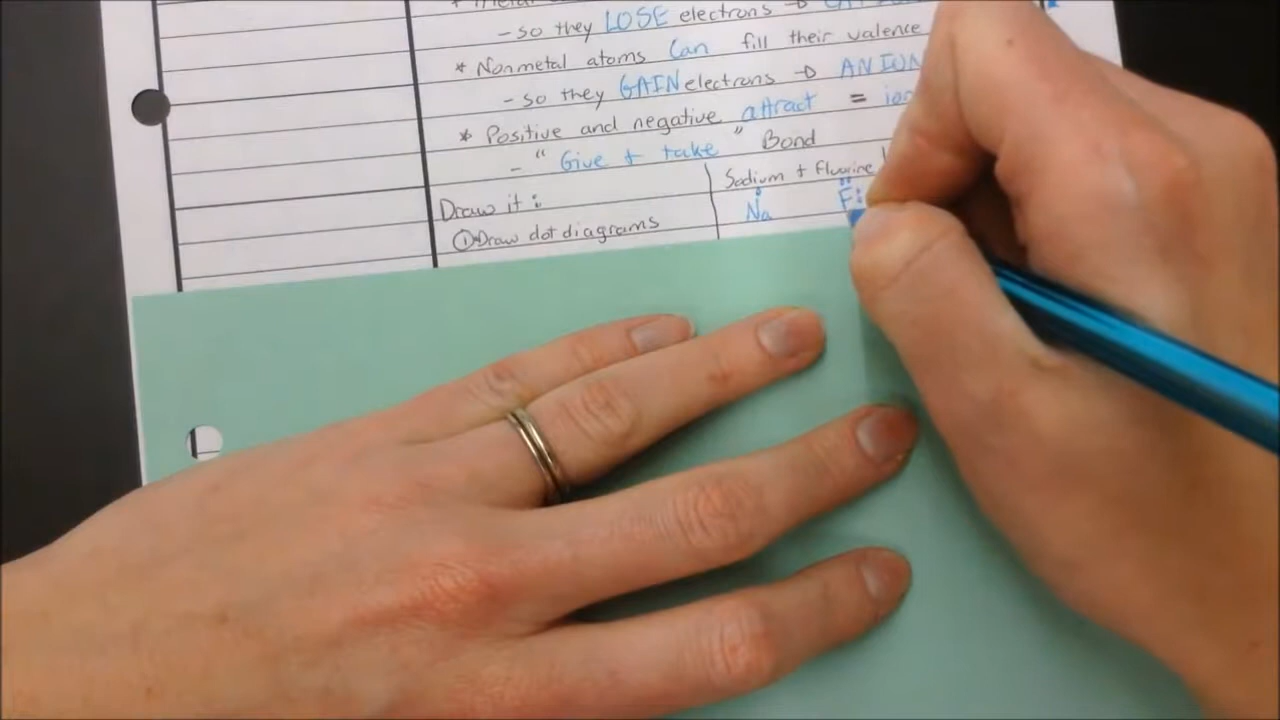 - so they LOSE electrons →
* Nonmetal atoms Can fill their valence
- so they GAIN electrons → ANION
* Positive and negative attract =
- "Give + take" Bond
Draw it:
Sodium + Fluorine
① Draw dot diagrams
Na F